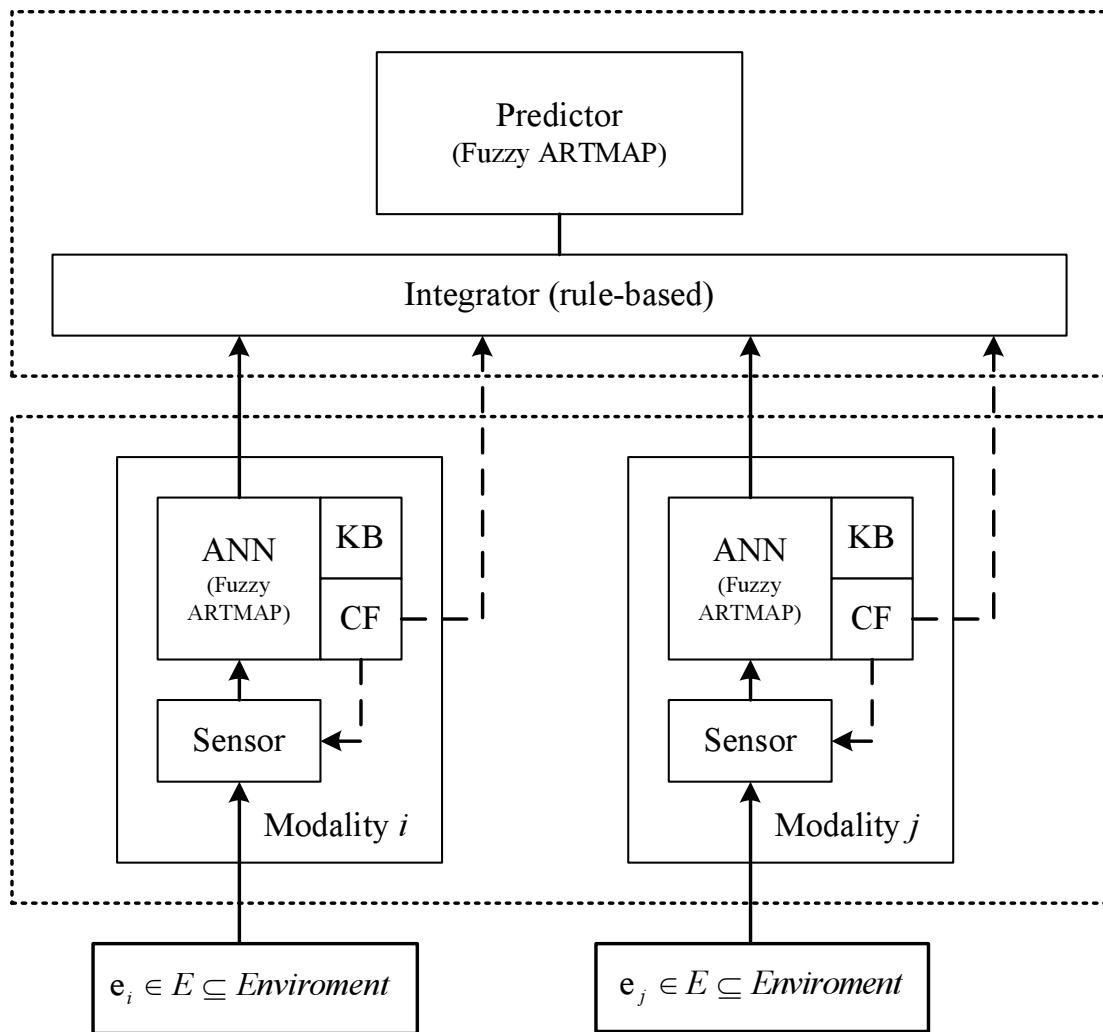 Predictor
(Fuzzy ARTMAP)
Integrator (rule-based)
ANN
(Fuzzy
ARTMAP)
KB
CF
Sensor
Modality i
ANN
(Fuzzy
ARTMAP)
KB
CF
Sensor
Modality j
e_i ∈ E ⊆ Enviroment
e_j ∈ E ⊆ Enviroment